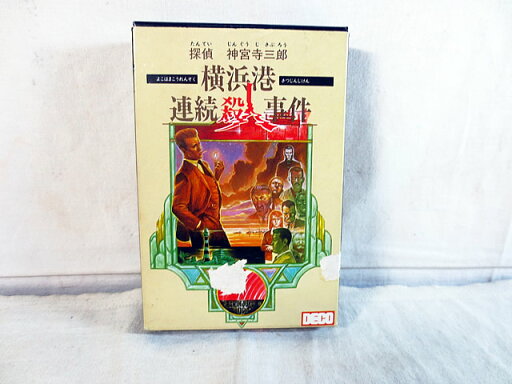 たんてい じんぐうじ さぶろう
探偵 神宮寺三郎
よこはまこうれんぞく
横浜港
さつじんじけん
連続殺人事件
DECO